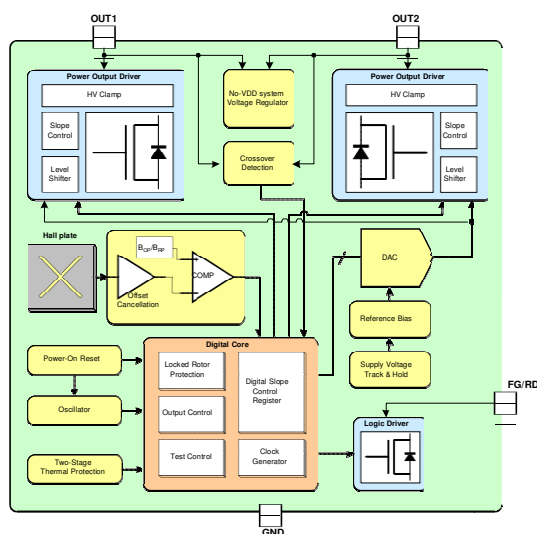 OUT1
OUT2
Power Output Driver
HV Clamp
Slope
Control
Level
Shifter
No-VDD system
Voltage Regulator
Crossover
Detection
Power Output Driver
HV Clamp
Slope
Control
Level
Shifter
Hall plate
BOP/BRP
COMP
Offset
Cancellation
DAC
Reference Bias
Supply Voltage
Track & Hold
Power-On Reset
Oscillator
Two-Stage
Thermal Protection
Digital Core
Locked Rotor
Protection
Output Control
Test Control
Digital Slope
Control
Register
Clock
Generator
FG/RD
Logic Driver
GND